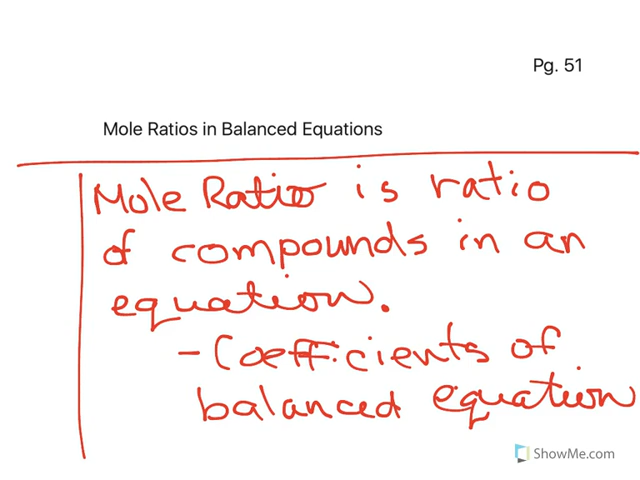 Pg. 51
Mole Ratios in Balanced Equations
Mole Ratio is ratio
of compounds in an
equation.
- Coefficients of
balanced equation
ShowMe.com